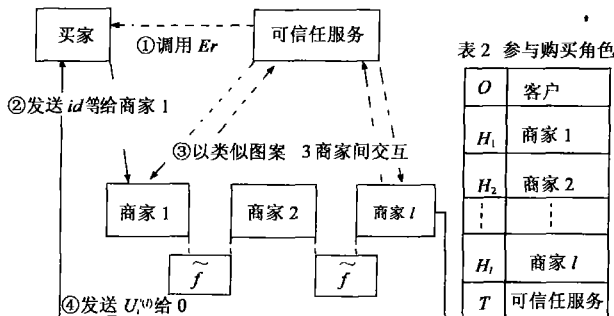 买家
可信任服务
①调用 Er
②发送 id等给商家 1
③以类似图案 3 商家间交互
商家 1
商家 2
商家 l
f̃
f̃
④发送 U_i^(i)给 0
表 2 参与购买角色
O 客户
H₁ 商家 1
H₂ 商家 2
H_l 商家 l
T 可信任服务